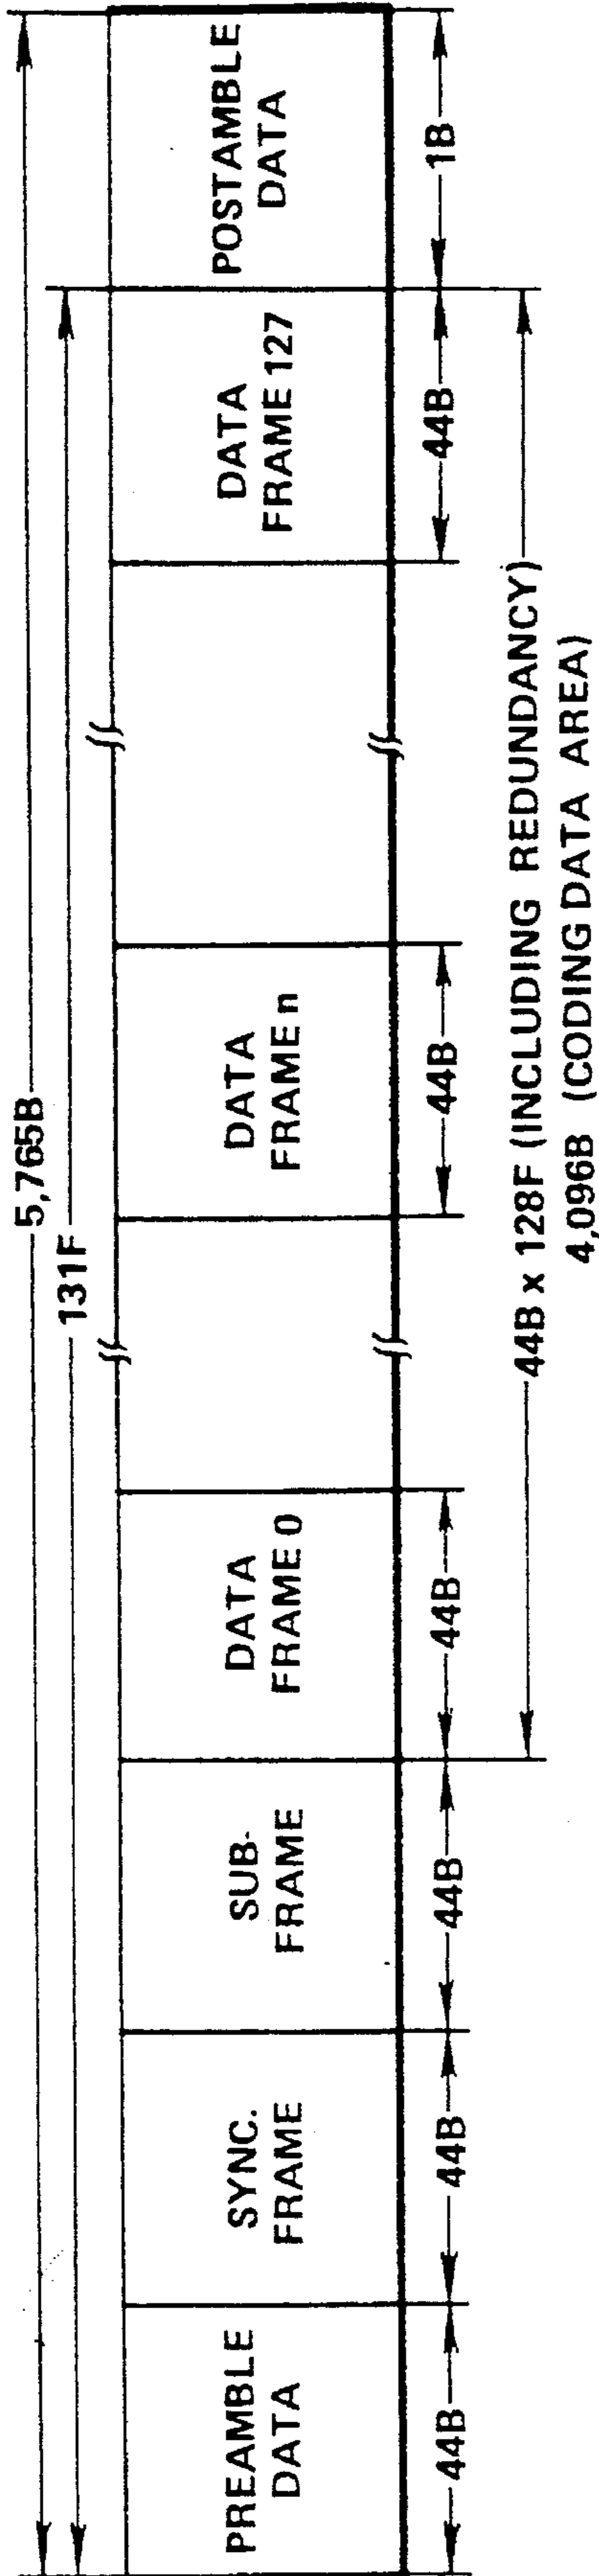 5,765B
131F
PREAMBLE
DATA
SYNC.
FRAME
SUB-
FRAME
DATA
FRAME 0
DATA
FRAME n
DATA
FRAME 127
POSTAMBLE
DATA
44B
44B
44B
44B
44B
44B
1B
44B x 128F (INCLUDING REDUNDANCY)
4,096B (CODING DATA AREA)